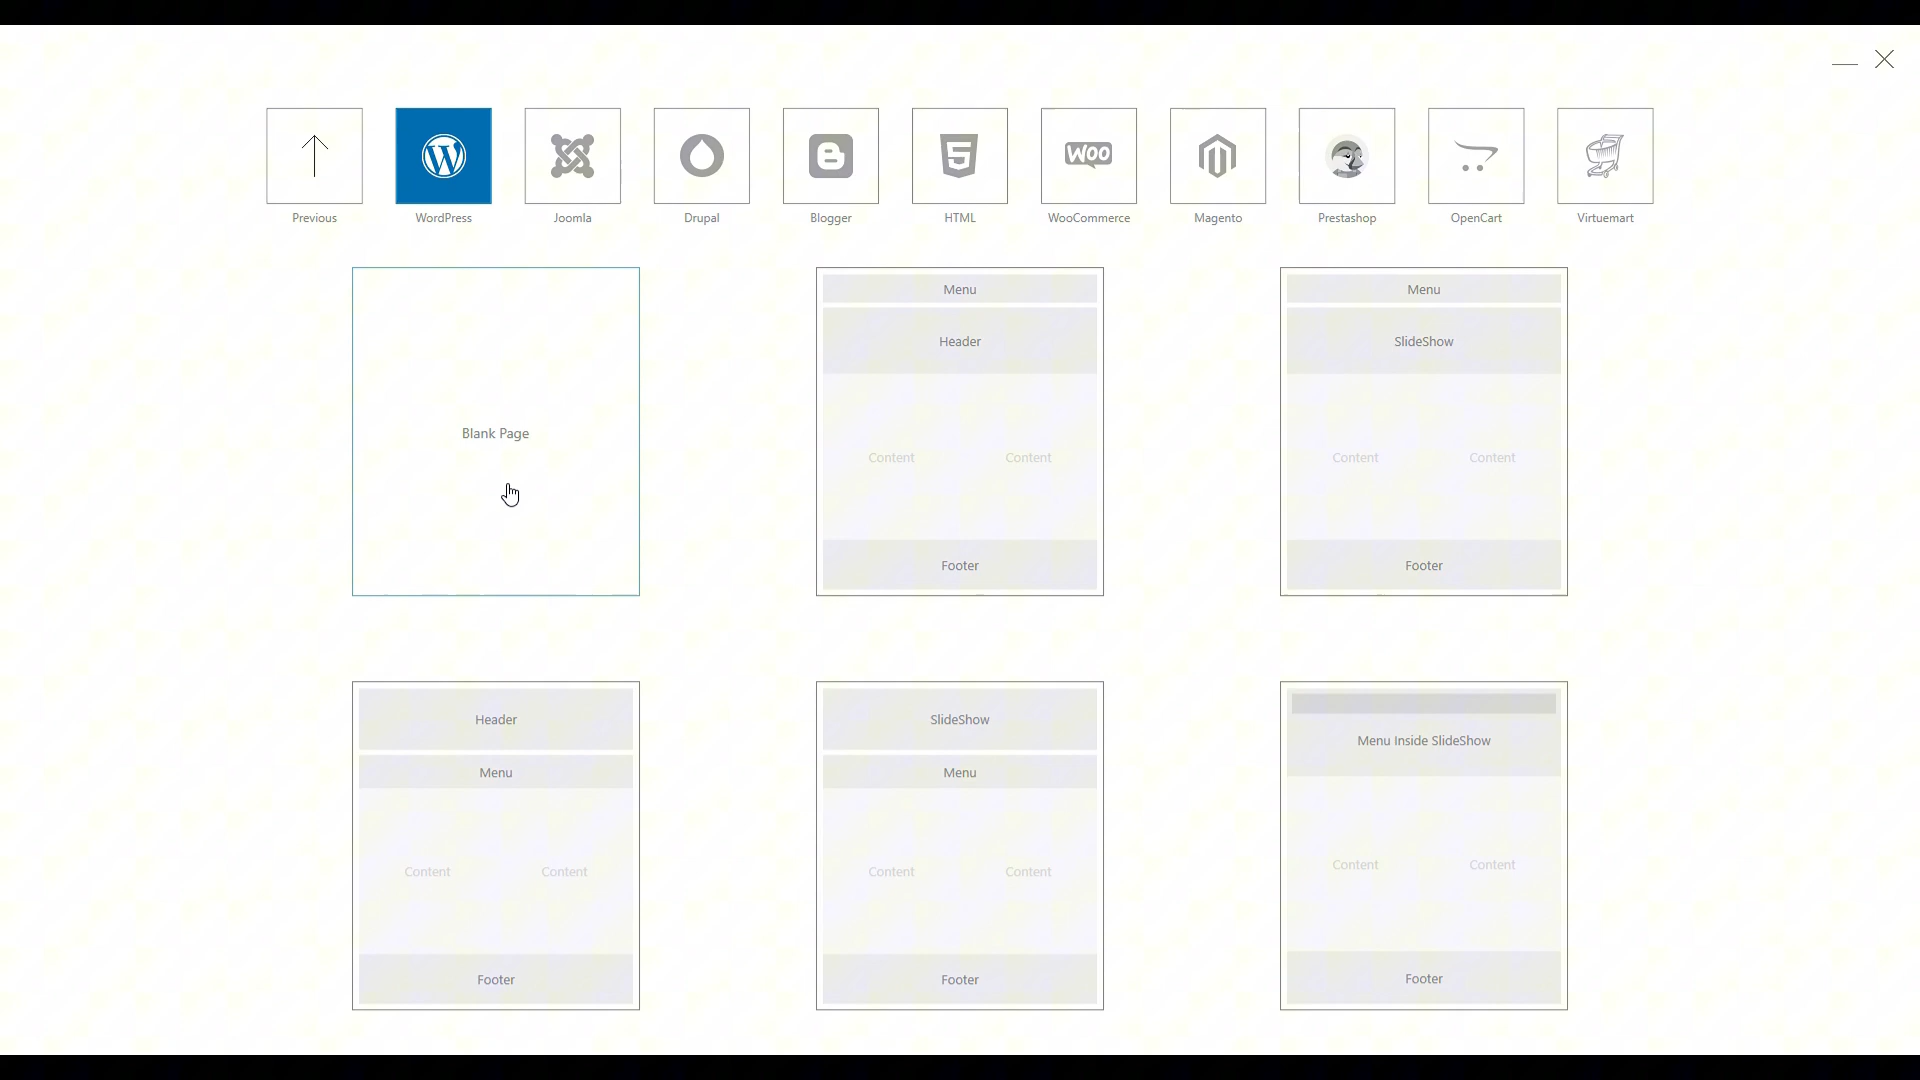 Previous
WordPress
Joomla
Drupal
Blogger
HTML
WooCommerce
Magento
Prestashop
OpenCart
Virtuemart
W
B
5
WOO
Blank Page
Menu
Header
Content Content
Footer
Menu
SlideShow
Content Content
Footer
Header
Menu
Content Content
Footer
SlideShow
Menu
Content Content
Footer
Menu Inside SlideShow
Content Content
Footer